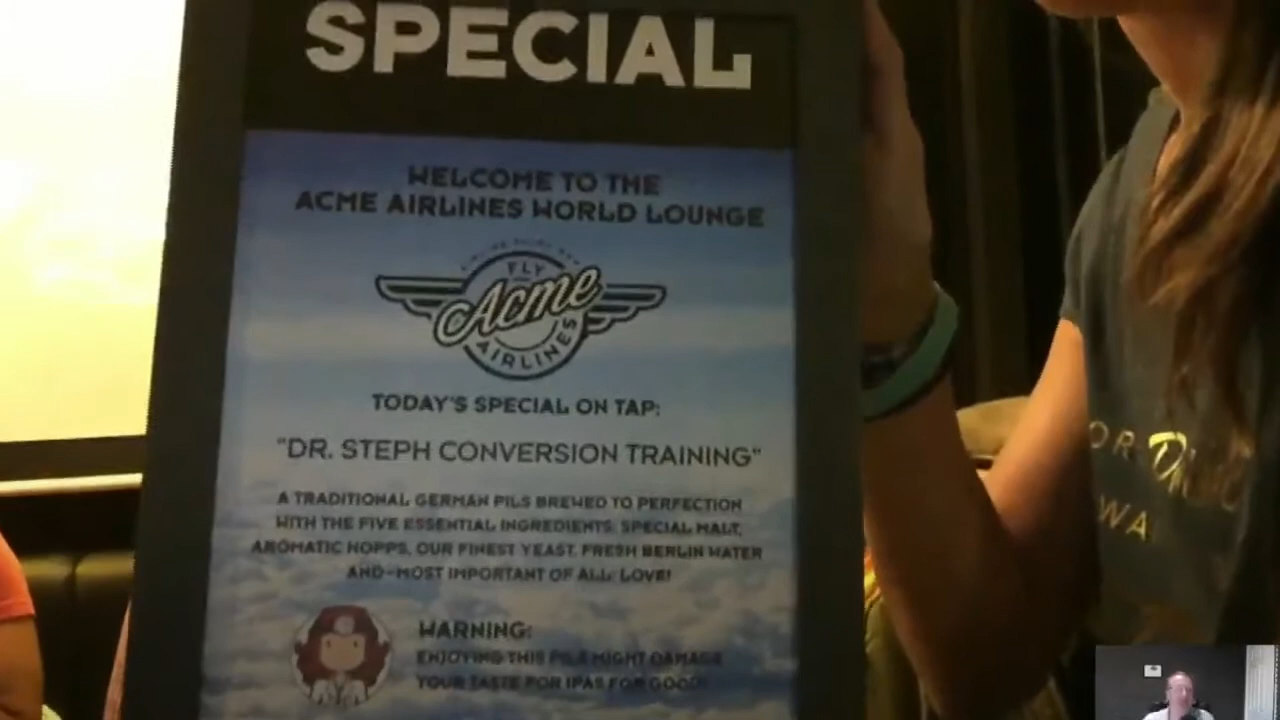 SPECIAL
WELCOME TO THE
ACME AIRLINES WORLD LOUNGE
FLY
Acme
AIRLINES
TODAY'S SPECIAL ON TAP:
"DR. STEPH CONVERSION TRAINING"
A TRADITIONAL GERMAN PILS BREWED TO PERFECTION
WITH THE FIVE ESSENTIAL INGREDIENTS: SPECIAL MALT,
AROMATIC HOPPS, OUR FINEST YEAST, FRESH BERLIN WATER
AND-MOST IMPORTANT OF ALL: LOVE!
WARNING:
ENJOYING THIS PILS MIGHT DAMAGE
YOUR TASTE FOR IPAS FOR GOOD!